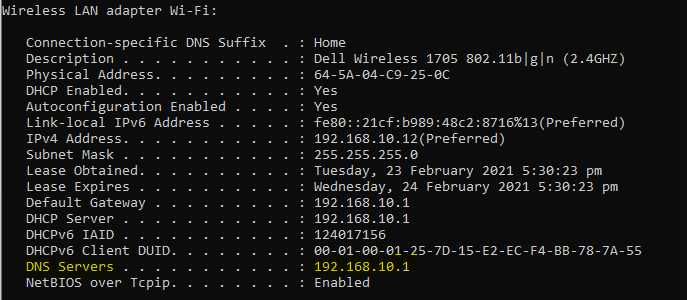 Wireless LAN adapter Wi-Fi:
Connection-specific DNS Suffix . : Home
Description . . . . . . . . . . . : Dell Wireless 1705 802.11b|g|n (2.4GHZ)
Physical Address. . . . . . . . . : 64-5A-04-C9-25-0C
DHCP Enabled. . . . . . . . . . . : Yes
Autoconfiguration Enabled . . . . : Yes
Link-local IPv6 Address . . . . . : fe80::21cf:b989:48c2:8716%13(Preferred)
IPv4 Address. . . . . . . . . . . : 192.168.10.12(Preferred)
Subnet Mask . . . . . . . . . . . : 255.255.255.0
Lease Obtained. . . . . . . . . . : Tuesday, 23 February 2021 5:30:23 pm
Lease Expires . . . . . . . . . . : Wednesday, 24 February 2021 5:30:23 pm
Default Gateway . . . . . . . . . : 192.168.10.1
DHCP Server . . . . . . . . . . . : 192.168.10.1
DHCPv6 IAID . . . . . . . . . . . : 124017156
DHCPv6 Client DUID. . . . . . . . : 00-01-00-01-25-7D-15-E2-EC-F4-BB-78-7A-55
DNS Servers . . . . . . . . . . . : 192.168.10.1
NetBIOS over Tcpip. . . . . . . . : Enabled